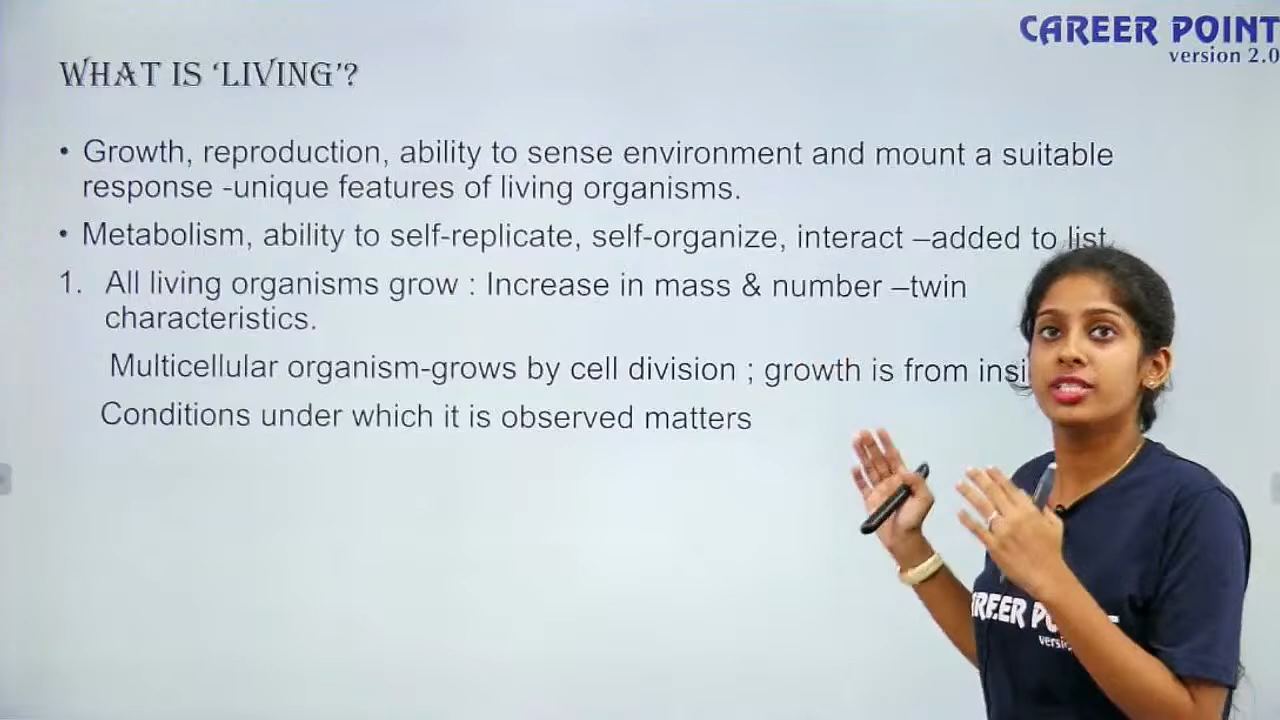 CAREER POINT
version 2.0
WHAT IS ‘LIVING’?
• Growth, reproduction, ability to sense environment and mount a suitable
response -unique features of living organisms.
• Metabolism, ability to self-replicate, self-organize, interact –added to list
1. All living organisms grow : Increase in mass & number –twin
characteristics.
Multicellular organism-grows by cell division ; growth is from
Conditions under which it is observed matters